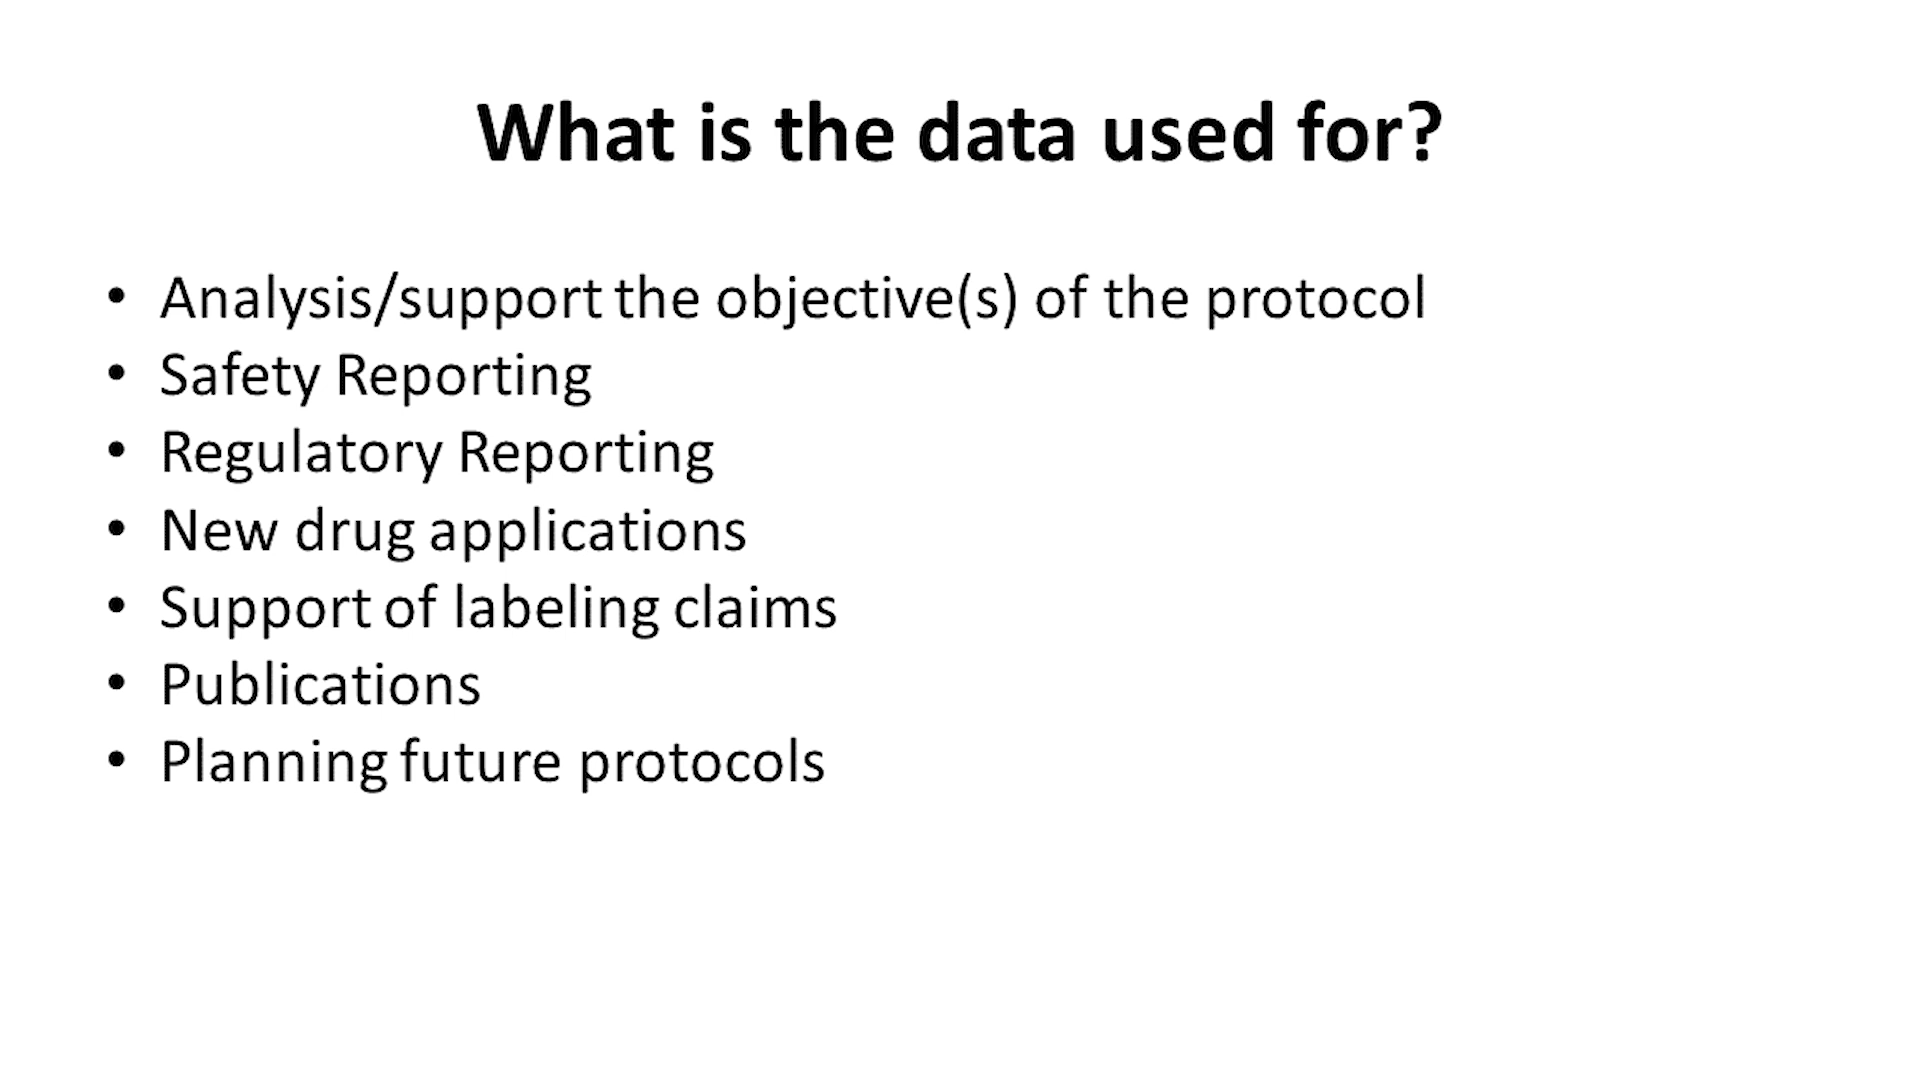 What is the data used for?
• Analysis/support the objective(s) of the protocol
• Safety Reporting
• Regulatory Reporting
• New drug applications
• Support of labeling claims
• Publications
• Planning future protocols